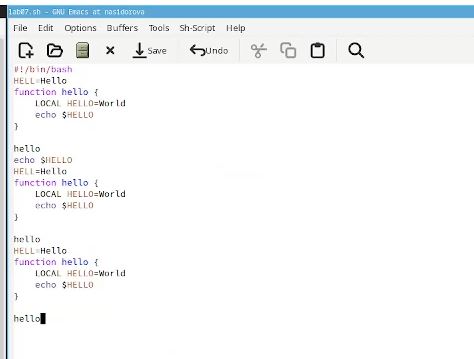 lab07.sh - GNU Emacs at nasidorova
File Edit Options Buffers Tools Sh-Script Help
Save Undo
#!/bin/bash
HELL=Hello
function hello {
    LOCAL HELLO=World
    echo $HELLO
}

hello
echo $HELLO
HELL=Hello
function hello {
    LOCAL HELLO=World
    echo $HELLO
}

hello
HELL=Hello
function hello {
    LOCAL HELLO=World
    echo $HELLO
}

hello